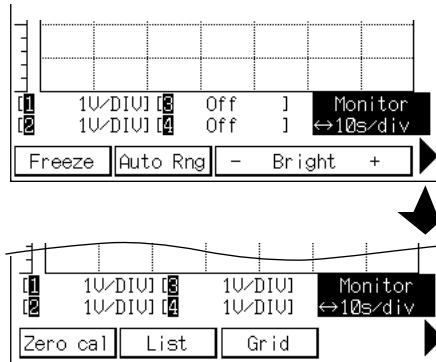 [1 1V/DIV] [3 Off ] Monitor
[2 1V/DIV] [4 Off ] ↔10s/div
Freeze Auto Rng - Bright +
[1 1V/DIV] [3 1V/DIV] Monitor
[2 1V/DIV] [4 1V/DIV] ↔10s/div
Zero cal List Grid